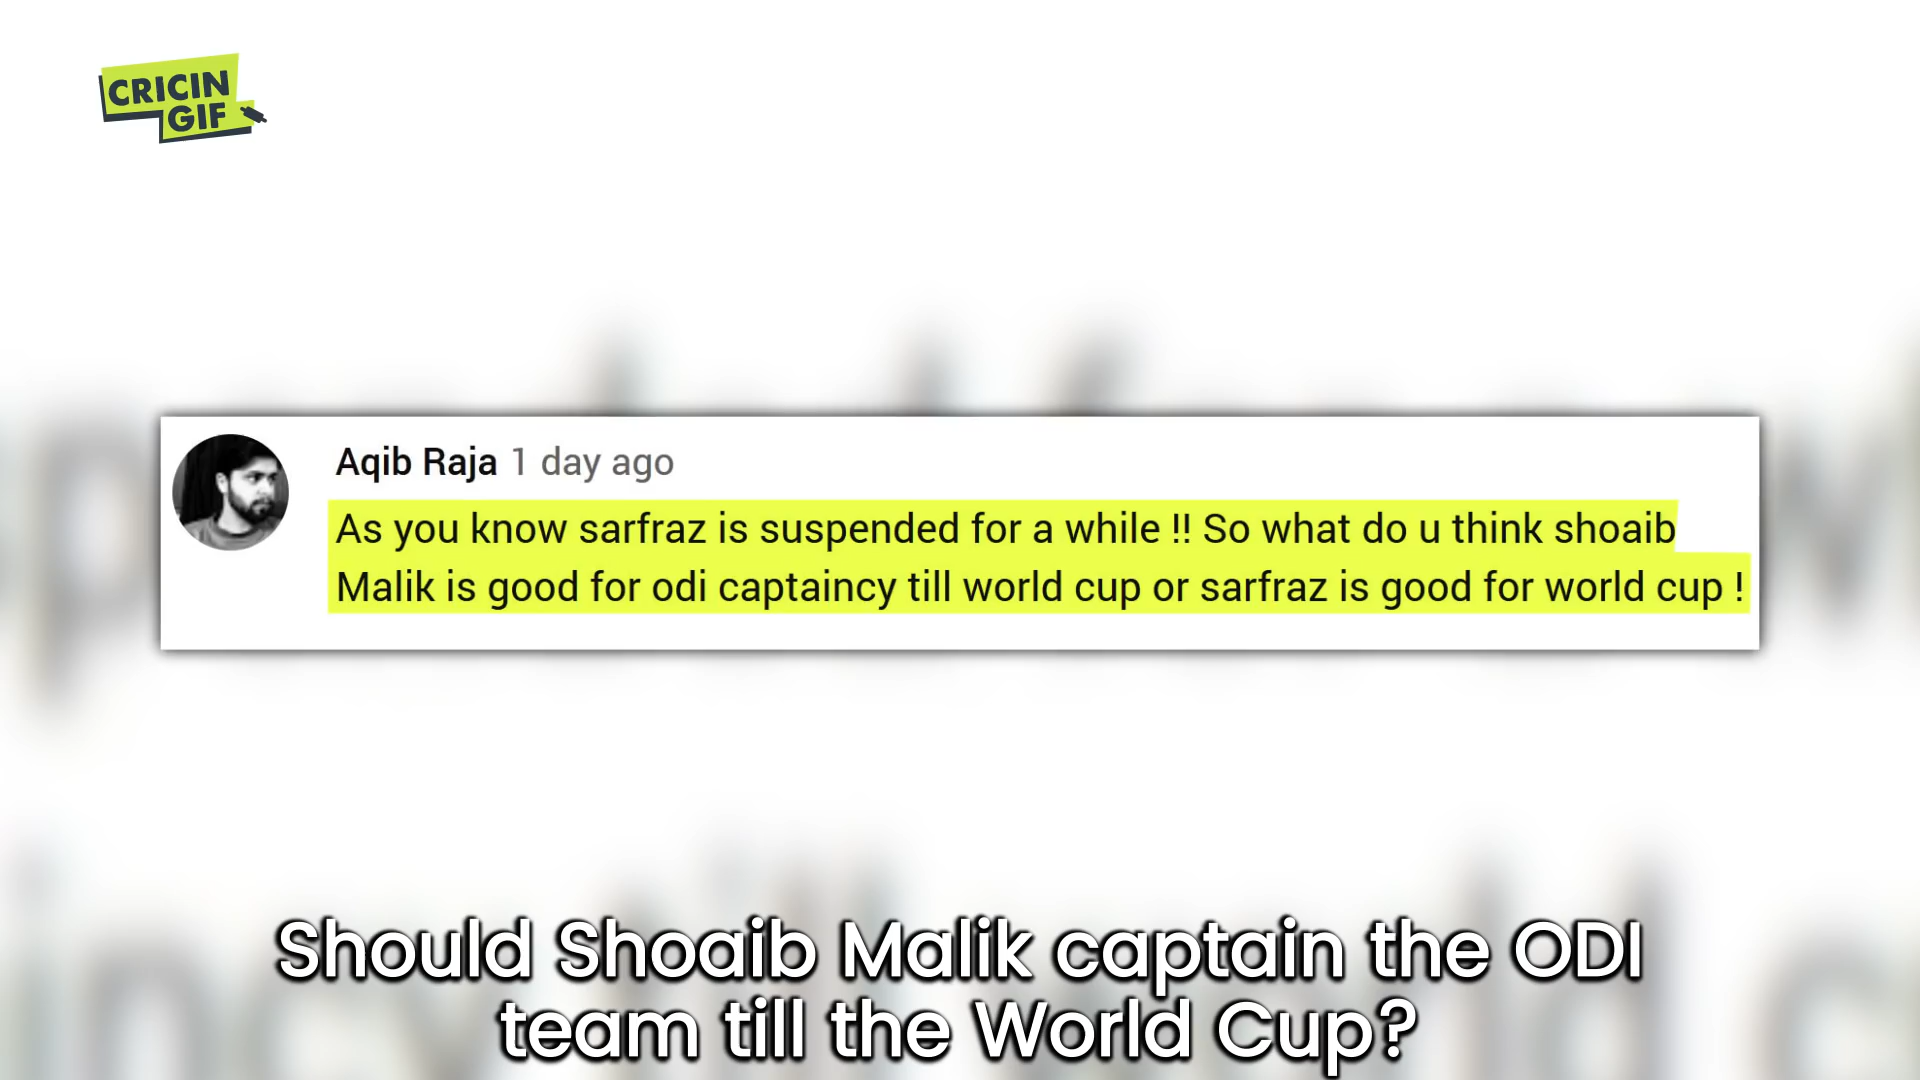 CRICIN
GIF
Aqib Raja 1 day ago
As you know sarfraz is suspended for a while !! So what do u think shoaib
Malik is good for odi captaincy till world cup or sarfraz is good for world cup !
Should Shoaib Malik captain the ODI
team till the World Cup?